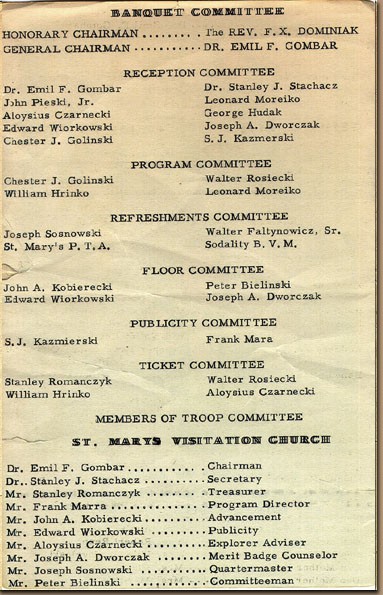 BANQUET COMMITTEE
HONORARY CHAIRMAN ......... The REV. F. X. DOMINIAK
GENERAL CHAIRMAN ........... DR. EMIL F. GOMBAR
RECEPTION COMMITTEE
Dr. Emil F. Gombar Dr. Stanley J. Stachacz
John Pieski, Jr. Leonard Moreiko
Aloysius Czarnecki George Hudak
Edward Wiorkowski Joseph A. Dworczak
Chester J. Golinski S. J. Kazmerski
PROGRAM COMMITTEE
Chester J. Golinski Walter Rosiecki
William Hrinko Leonard Moreiko
REFRESHMENTS COMMITTEE
Joseph Sosnowski Walter Faltynowicz, Sr.
St. Mary's P. T. A. Sodality B. V. M.
FLOOR COMMITTEE
John A. Kobierecki Peter Bielinski
Edward Wiorkowski Joseph A. Dworczak
PUBLICITY COMMITTEE
S. J. Kazmierski Frank Mara
TICKET COMMITTEE
Stanley Romanczyk Walter Rosiecki
William Hrinko Aloysius Czarnecki
MEMBERS OF TROOP COMMITTEE
ST. MARYS VISITATION CHURCH
Dr. Emil F. Gombar ........... Chairman
Dr.. Stanley J. Stachacz ......... Secretary
Mr. Stanley Romanczyk ........ Treasurer
Mr. Frank Marra .............. Program Director
Mr. John A. Kobierecki ......... Advancement
Mr. Edward Wiorkowski ........ Publicity
Mr. Aloysius Czarnecki ......... Explorer Adviser
Mr. Joseph A. Dworczak ....... Merit Badge Counselor
Mr. Joseph Sosnowski .......... Quartermaster
Mr. Peter Bielinski ............. Committeeman